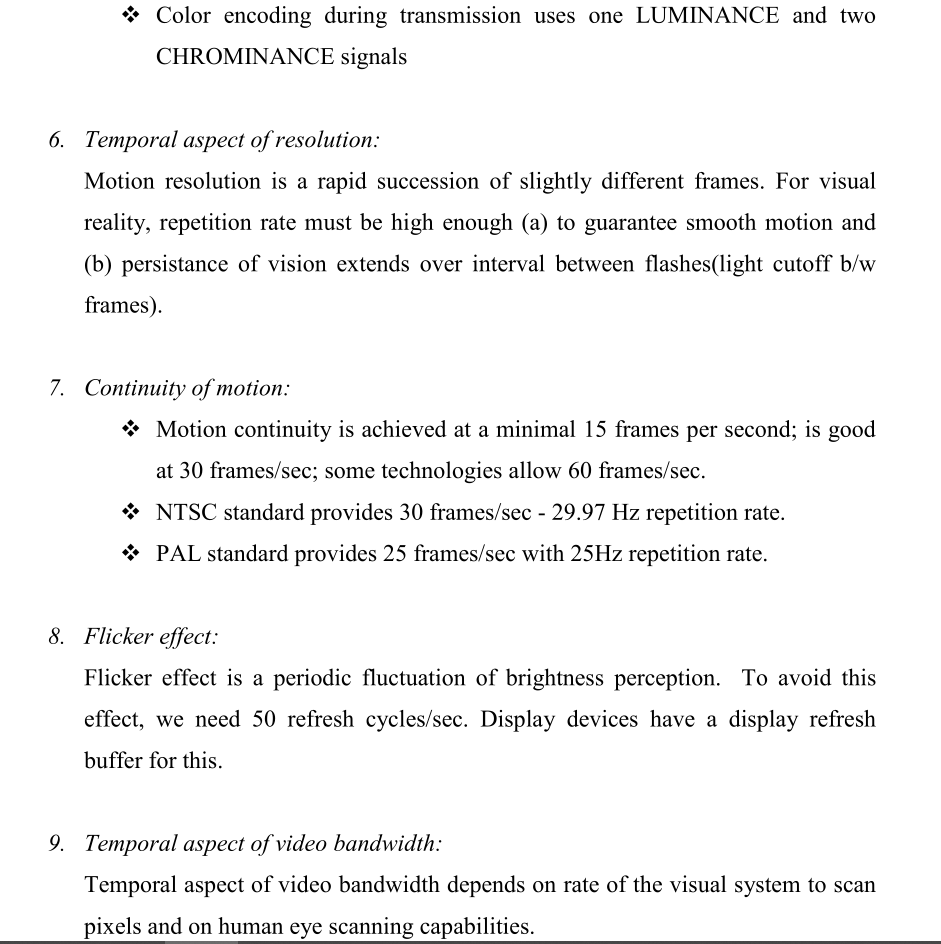 ❖ Color encoding during transmission uses one LUMINANCE and two
CHROMINANCE signals
6. Temporal aspect of resolution:
Motion resolution is a rapid succession of slightly different frames. For visual
reality, repetition rate must be high enough (a) to guarantee smooth motion and
(b) persistance of vision extends over interval between flashes(light cutoff b/w
frames).
7. Continuity of motion:
❖ Motion continuity is achieved at a minimal 15 frames per second; is good
at 30 frames/sec; some technologies allow 60 frames/sec.
❖ NTSC standard provides 30 frames/sec - 29.97 Hz repetition rate.
❖ PAL standard provides 25 frames/sec with 25Hz repetition rate.
8. Flicker effect:
Flicker effect is a periodic fluctuation of brightness perception.  To avoid this
effect, we need 50 refresh cycles/sec. Display devices have a display refresh
buffer for this.
9. Temporal aspect of video bandwidth:
Temporal aspect of video bandwidth depends on rate of the visual system to scan
pixels and on human eye scanning capabilities.